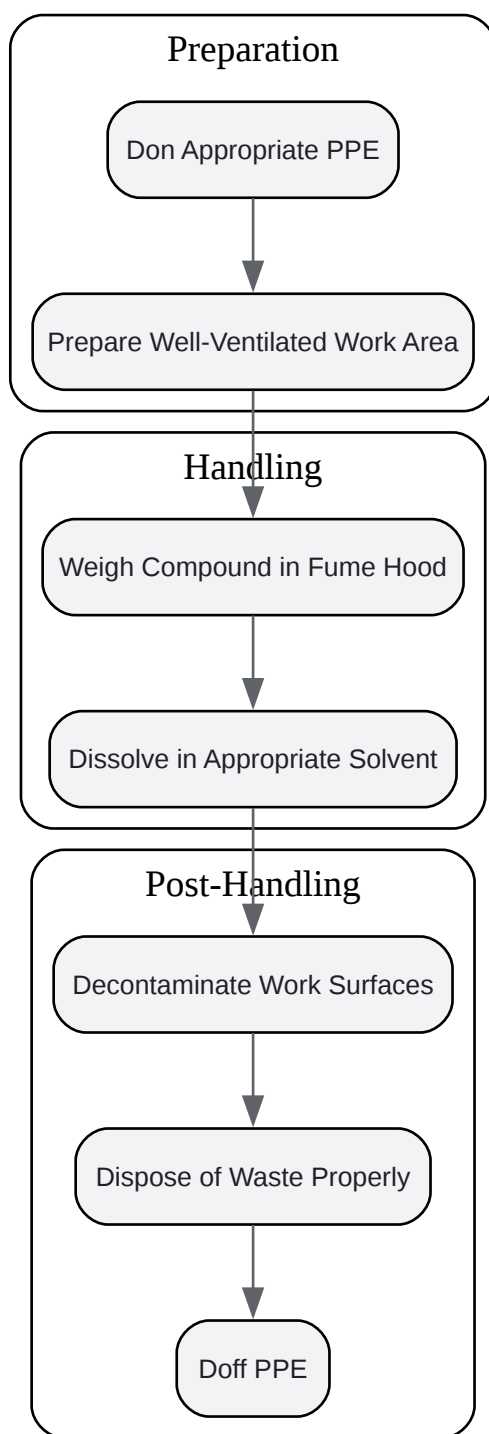 Preparation
Don Appropriate PPE
Prepare Well-Ventilated Work Area
Handling
Weigh Compound in Fume Hood
Dissolve in Appropriate Solvent
Post-Handling
Decontaminate Work Surfaces
Dispose of Waste Properly
Doff PPE